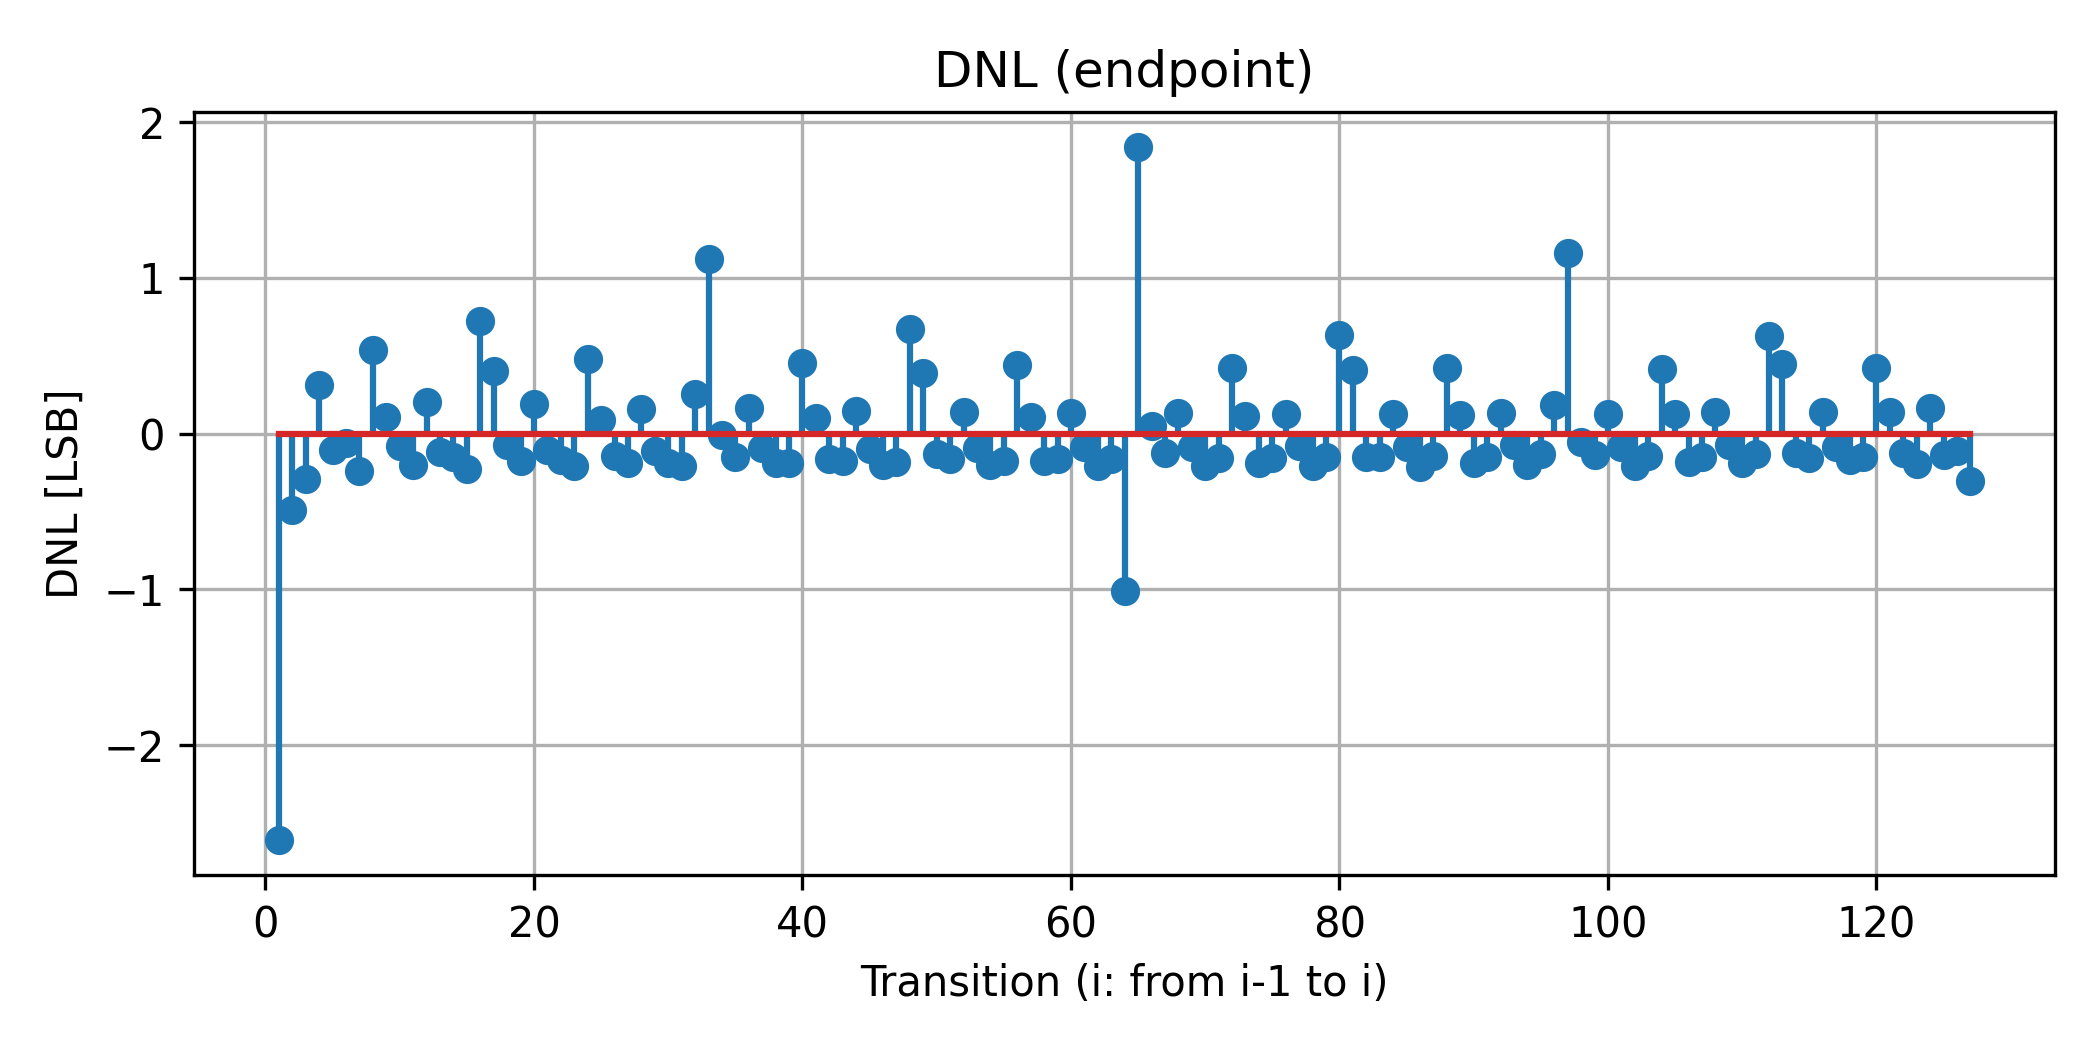 DNL (endpoint)
2
1
0
−1
−2
DNL [LSB]
0 20 40 60 80 100 120
Transition (i: from i-1 to i)